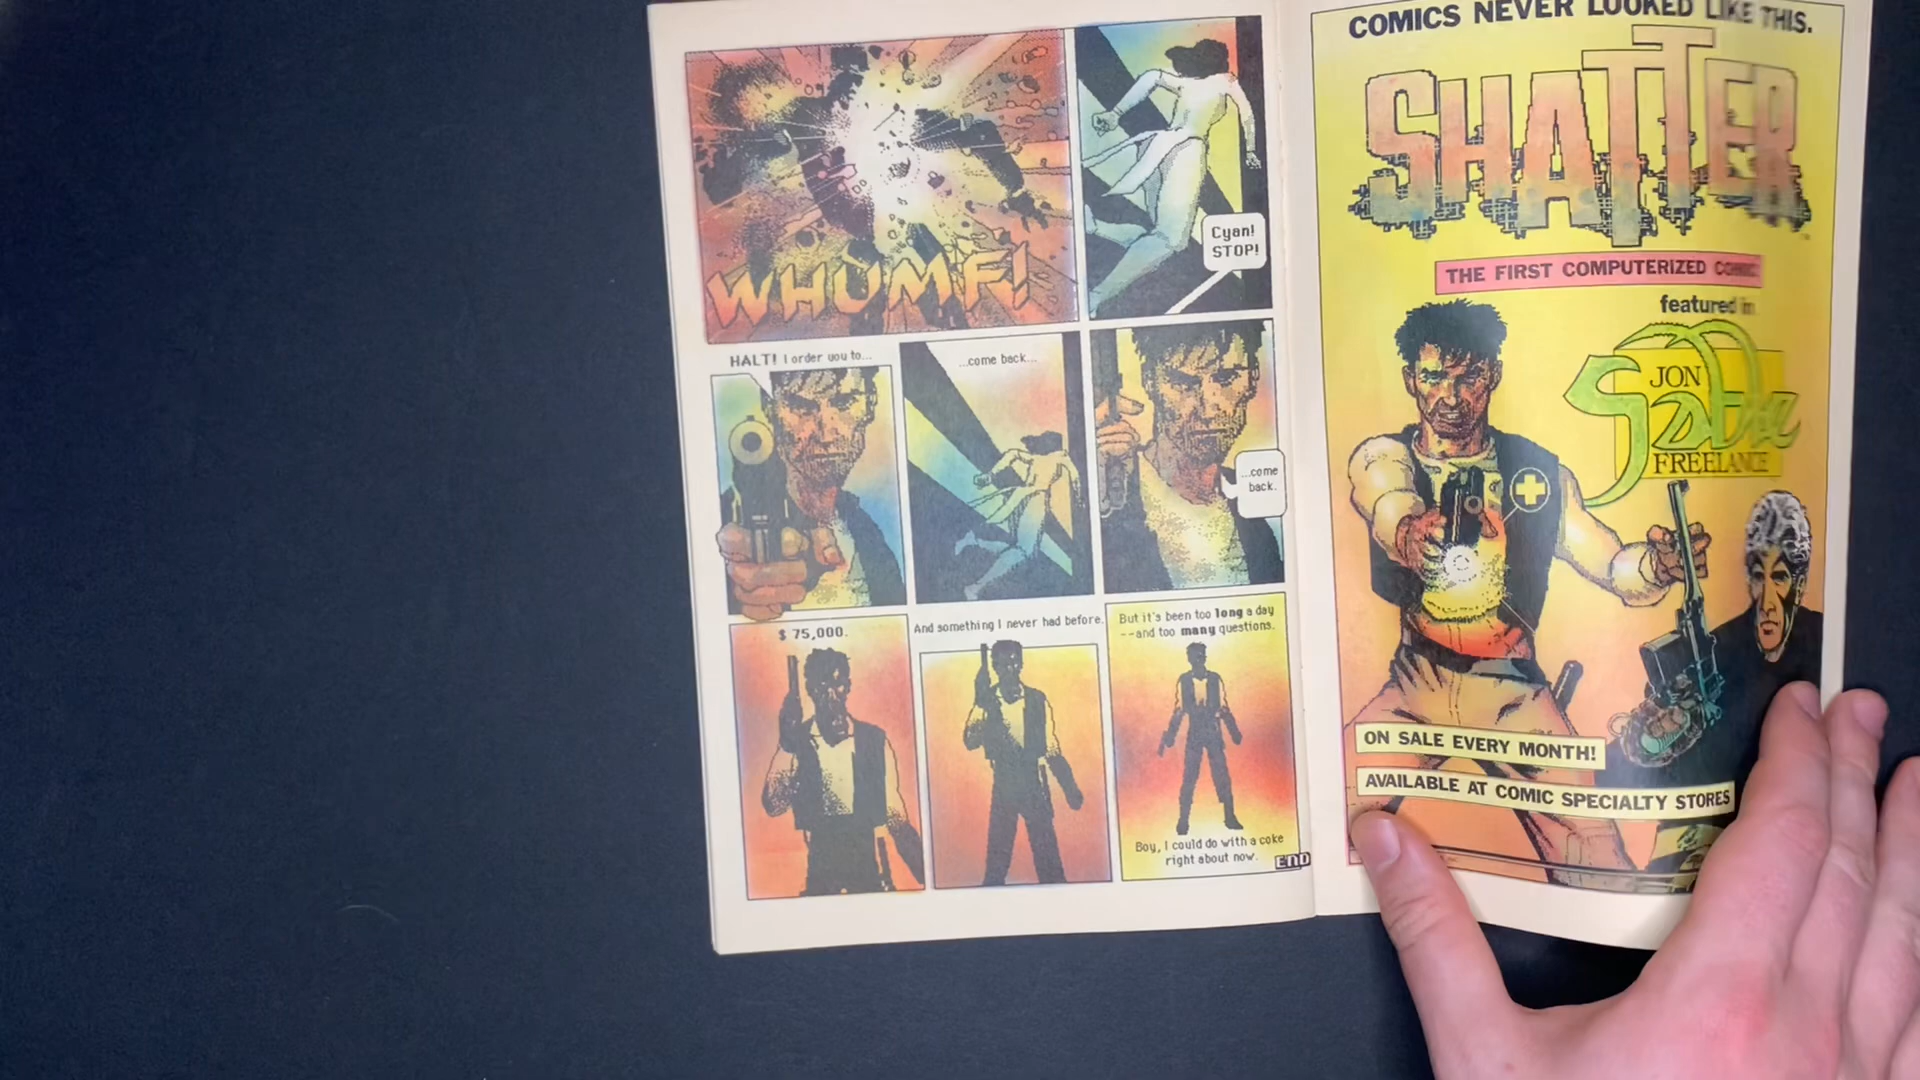 WHUMF!
Cyan!
STOP!
HALT! I order you to...
...come back...
...come
back.
$ 75,000.
And something I never had before.
But it's been too long a day
--and too many questions.
Boy, I could do with a coke
right about now.
END
COMICS NEVER LOOKED LIKE THIS.
SHATTER
THE FIRST COMPUTERIZED COMIC
featured in
JON
Sable
FREELANCE
ON SALE EVERY MONTH!
AVAILABLE AT COMIC SPECIALTY STORES